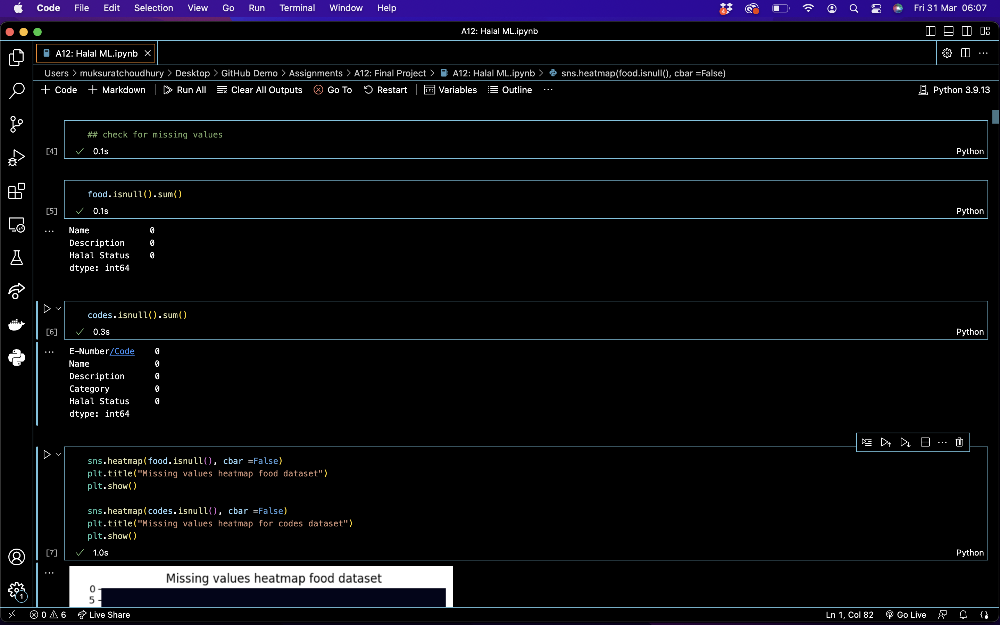 Code File Edit Selection View Go Run Terminal Window Help 4 Fri 31 Mar 06:07
A12: Halal ML.ipynb
A12: Halal ML.ipynb
Users > muksuratchoudhury > Desktop > GitHub Demo > Assignments > A12: Final Project > A12: Halal ML.ipynb > sns.heatmap(food.isnull(), cbar =False)
+ Code + Markdown Run All Clear All Outputs Go To Restart Variables Outline ... Python 3.9.13
## check for missing values
[4] 0.1s Python
food.isnull().sum()
[5] 0.1s Python
... Name 0
Description 0
Halal Status 0
dtype: int64
codes.isnull().sum()
[6] 0.3s Python
... E-Number/Code 0
Name 0
Description 0
Category 0
Halal Status 0
dtype: int64
sns.heatmap(food.isnull(), cbar =False)
plt.title("Missing values heatmap food dataset")
plt.show()
sns.heatmap(codes.isnull(), cbar =False)
plt.title("Missing values heatmap for codes dataset")
plt.show()
[7] 1.0s Python
... Missing values heatmap food dataset
0
5
1
0 6 Live Share Ln 1, Col 82 Go Live